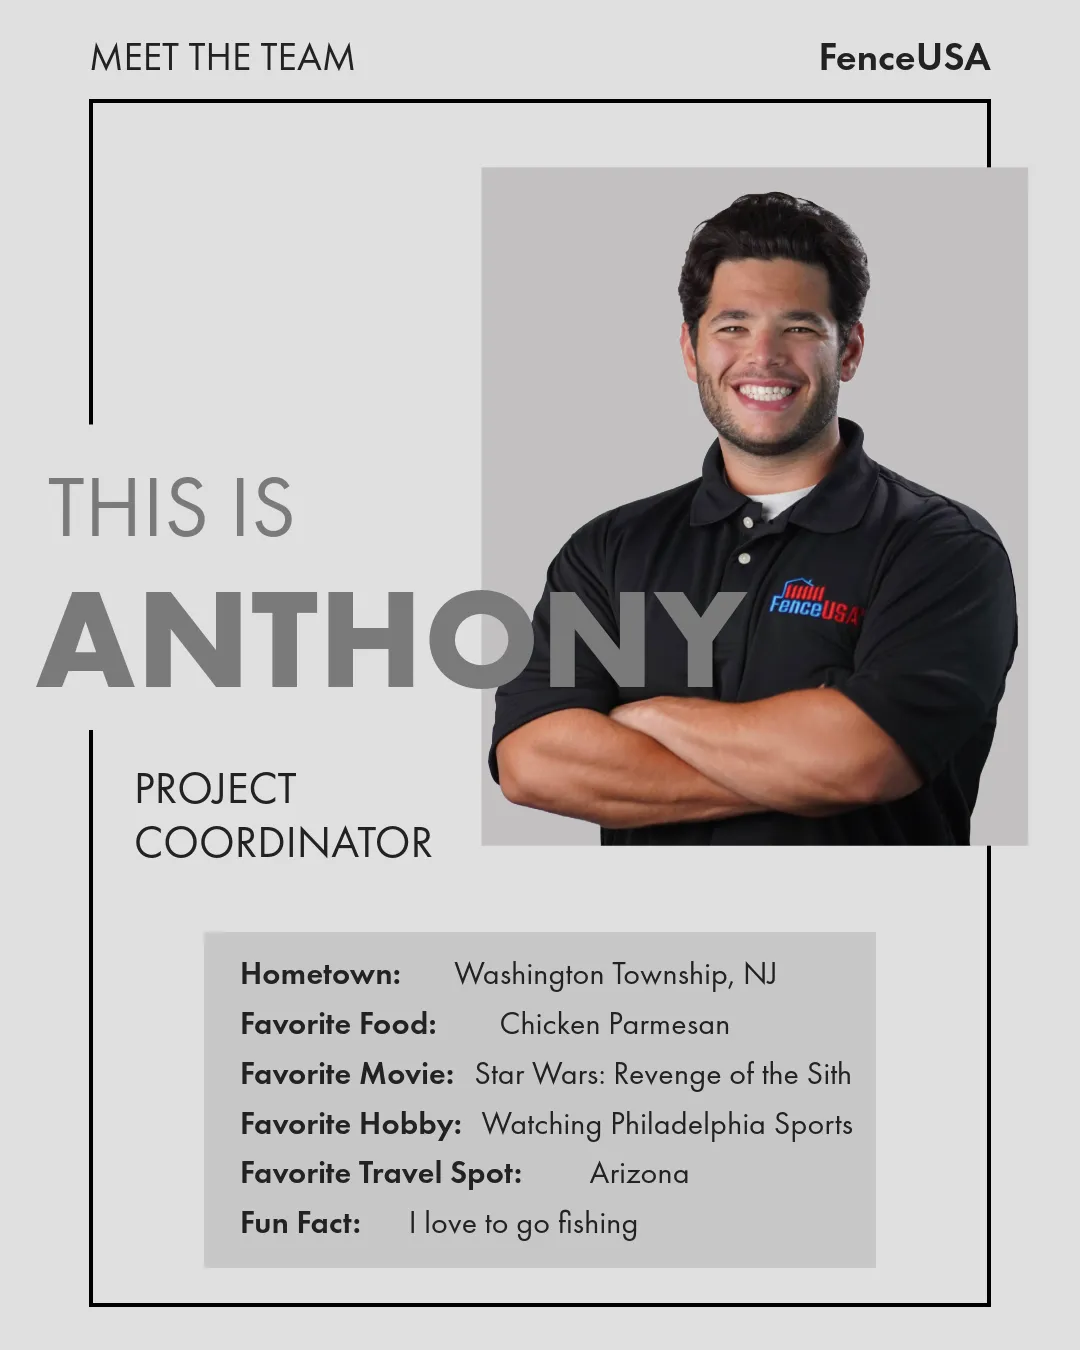 MEET THE TEAM
FenceUSA
THIS IS
ANTHONY
FenceUSA
PROJECT
COORDINATOR
Hometown: Washington Township, NJ
Favorite Food: Chicken Parmesan
Favorite Movie: Star Wars: Revenge of the Sith
Favorite Hobby: Watching Philadelphia Sports
Favorite Travel Spot: Arizona
Fun Fact: I love to go fishing